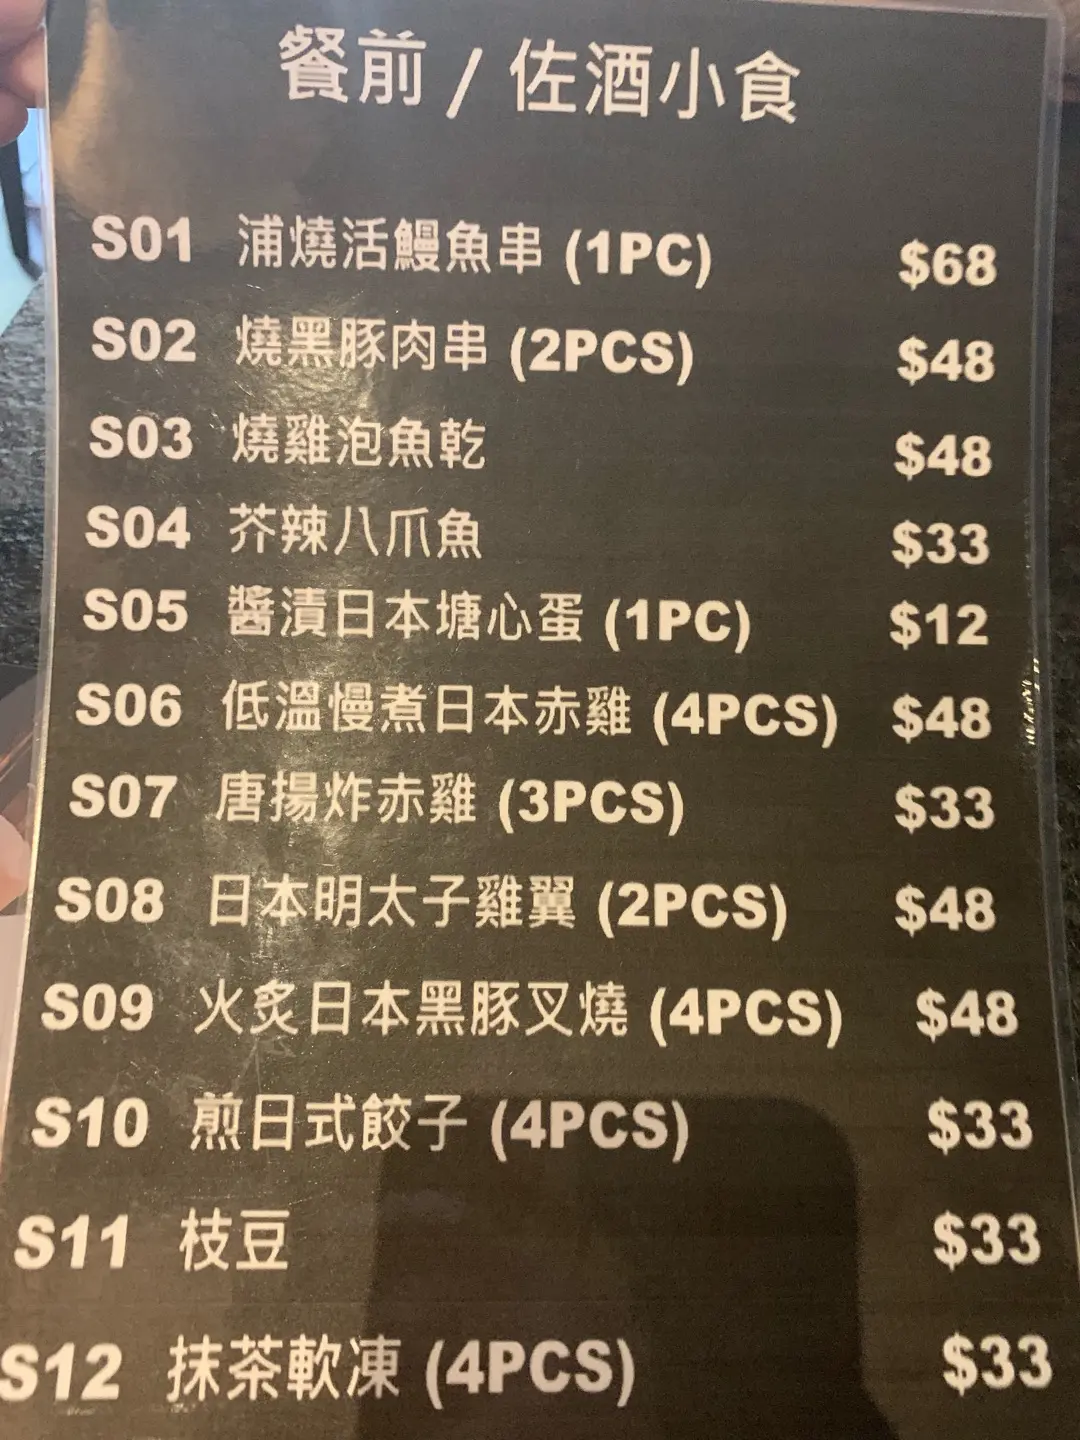 餐前 / 佐酒小食
S01 浦燒活鰻魚串 (1PC) $68
S02 燒黑豚肉串 (2PCS) $48
S03 燒雞泡魚乾 $48
S04 芥辣八爪魚 $33
S05 醬漬日本塘心蛋 (1PC) $12
S06 低溫慢煮日本赤雞 (4PCS) $48
S07 唐揚炸赤雞 (3PCS) $33
S08 日本明太子雞翼 (2PCS) $48
S09 火炙日本黑豚叉燒 (4PCS) $48
S10 煎日式餃子 (4PCS) $33
S11 枝豆 $33
S12 抹茶軟凍 (4PCS) $33